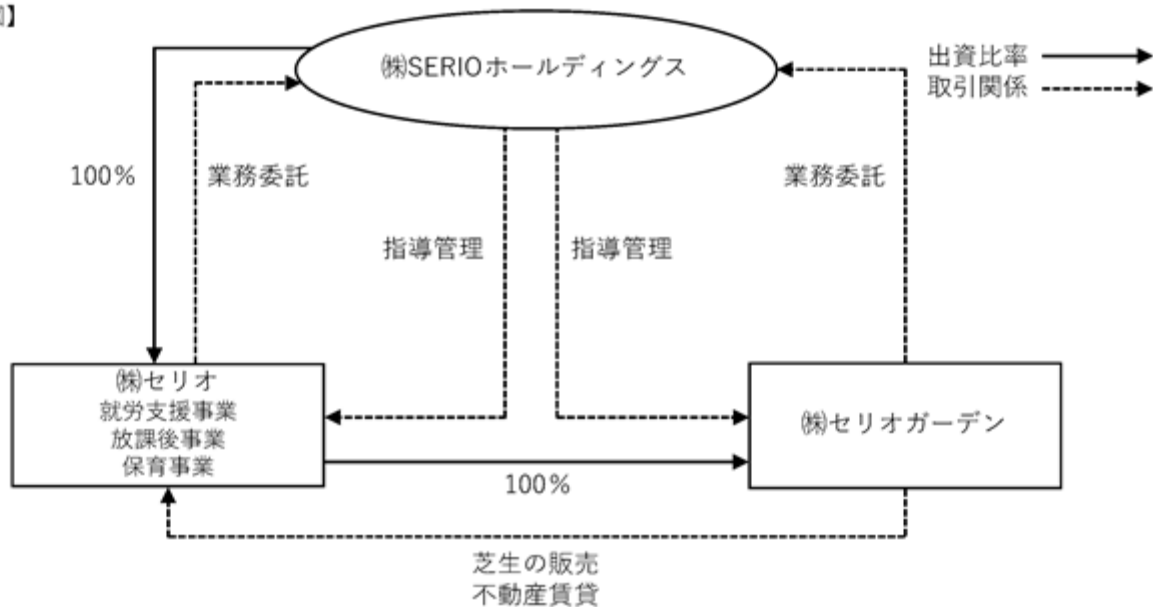 】
㈱SERIOホールディングス
出資比率
取引関係
100%
業務委託
業務委託
指導管理
指導管理
㈱セリオ
就労支援事業
放課後事業
保育事業
㈱セリオガーデン
100%
芝生の販売
不動産賃貸